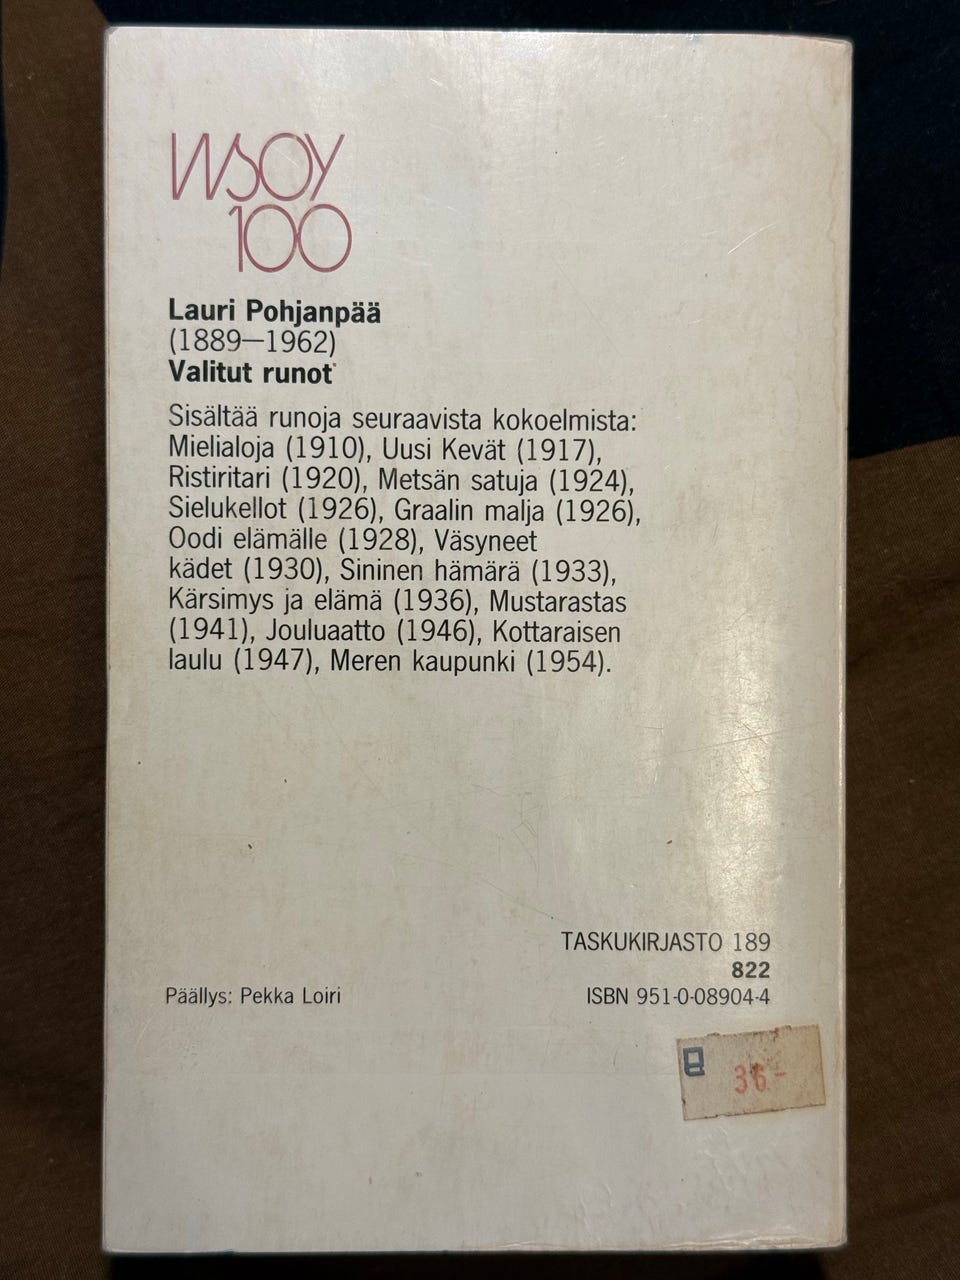 WSOY
100
Lauri Pohjanpää
(1889—1962)
Valitut runot
Sisältää runoja seuraavista kokoelmista:
Mielialoja (1910), Uusi Kevät (1917),
Ristiritari (1920), Metsän satuja (1924),
Sielukellot (1926), Graalin malja (1926),
Oodi elämälle (1928), Väsyneet
kädet (1930), Sininen hämärä (1933),
Kärsimys ja elämä (1936), Mustarastas
(1941), Jouluaatto (1946), Kottaraisen
laulu (1947), Meren kaupunki (1954).
TASKUKIRJASTO 189
822
Päällys: Pekka Loiri
ISBN 951-0-08904-4
36.-